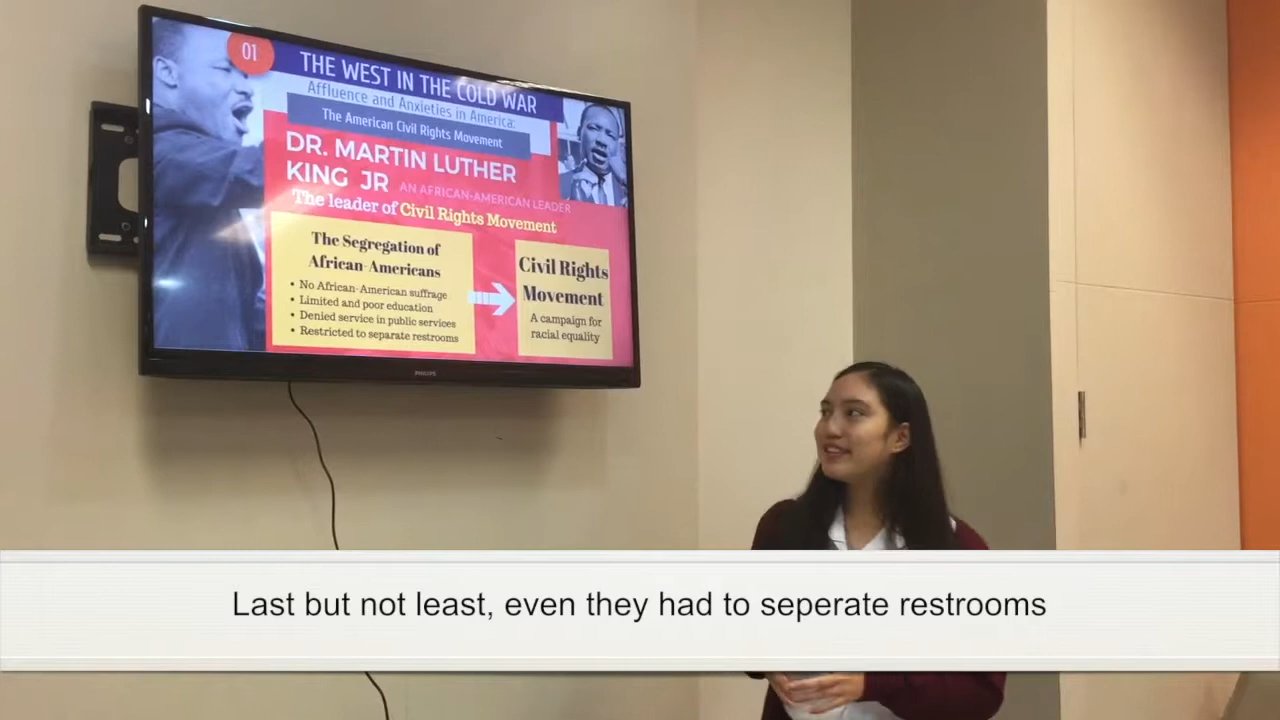 01
THE WEST IN THE COLD WAR
Affluence and Anxieties in America:
The American Civil Rights Movement
DR. MARTIN LUTHER
KING JR AN AFRICAN-AMERICAN LEADER
The leader of Civil Rights Movement
The Segregation of
African-Americans
• No African-American suffrage
• Limited and poor education
• Denied service in public services
• Restricted to separate restrooms
Civil Rights
Movement
A campaign for
racial equality
PHILIPS
Last but not least, even they had to seperate restrooms